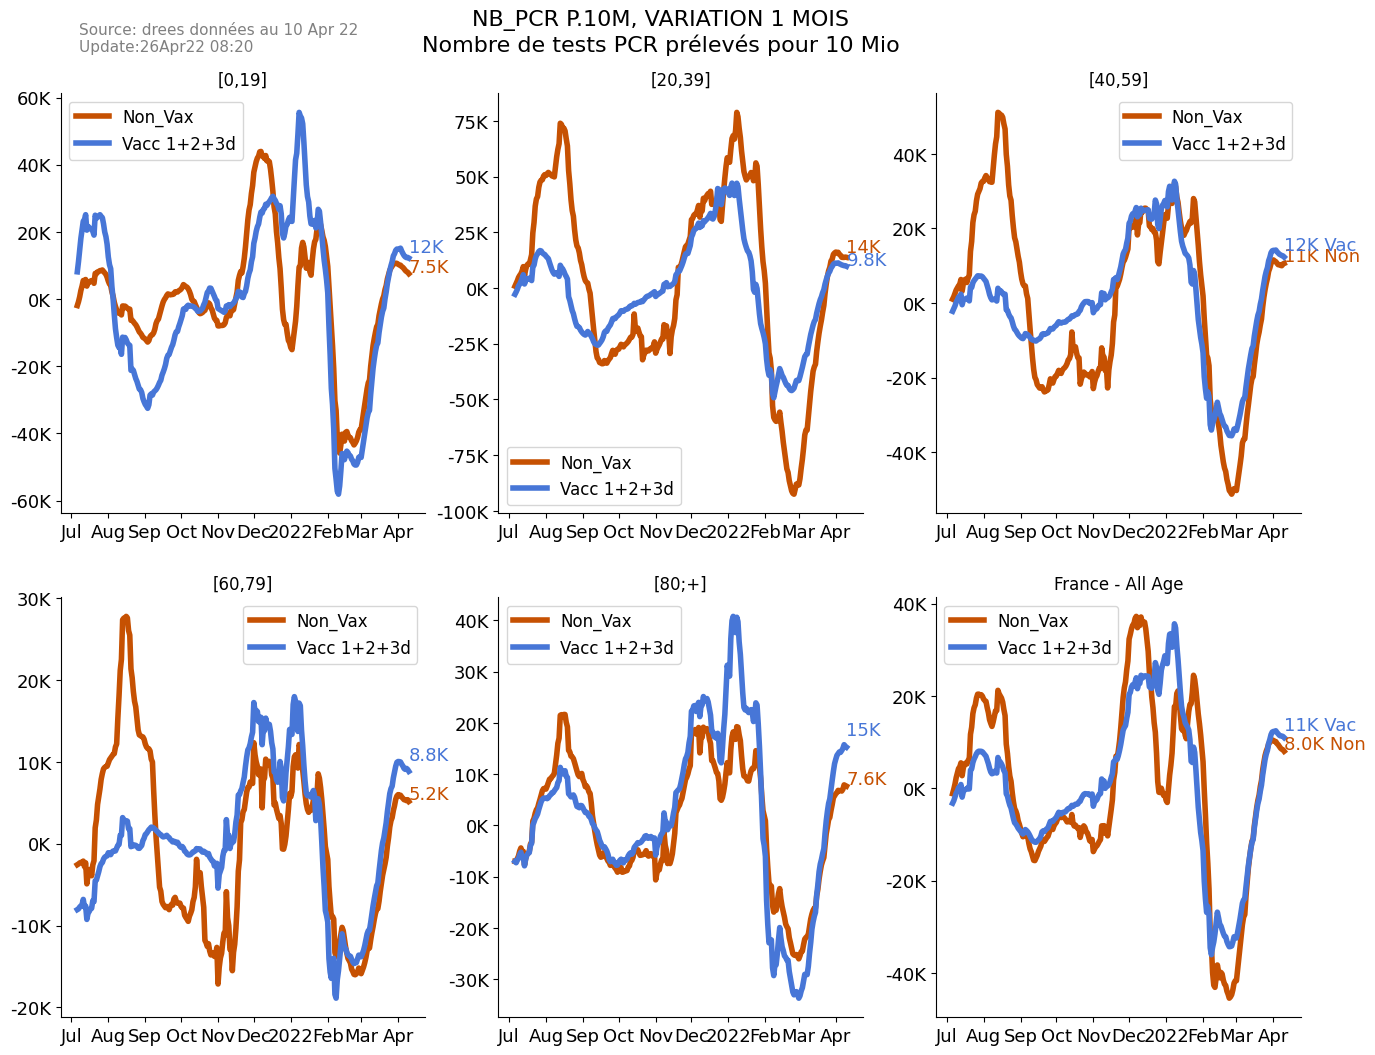 Source: drees données au 10 Apr 22
Update:26Apr22 08:20
NB_PCR P.10M, VARIATION 1 MOIS
Nombre de tests PCR prélevés pour 10 Mio
[0,19]
60K
40K
20K
0K
-20K
-40K
-60K
Non_Vax
Vacc 1+2+3d
12K
7.5K
Jul Aug Sep Oct Nov Dec 2022 Feb Mar Apr
[20,39]
75K
50K
25K
0K
-25K
-50K
-75K
-100K
14K
9.8K
Non_Vax
Vacc 1+2+3d
Jul Aug Sep Oct Nov Dec 2022 Feb Mar Apr
[40,59]
40K
20K
0K
-20K
-40K
Non_Vax
Vacc 1+2+3d
12K Vac
11K Non
Jul Aug Sep Oct Nov Dec 2022 Feb Mar Apr
[60,79]
30K
20K
10K
0K
-10K
-20K
Non_Vax
Vacc 1+2+3d
8.8K
5.2K
Jul Aug Sep Oct Nov Dec 2022 Feb Mar Apr
[80;+]
40K
30K
20K
10K
0K
-10K
-20K
-30K
Non_Vax
Vacc 1+2+3d
15K
7.6K
Jul Aug Sep Oct Nov Dec 2022 Feb Mar Apr
France - All Age
40K
20K
0K
-20K
-40K
Non_Vax
Vacc 1+2+3d
11K Vac
8.0K Non
Jul Aug Sep Oct Nov Dec 2022 Feb Mar Apr